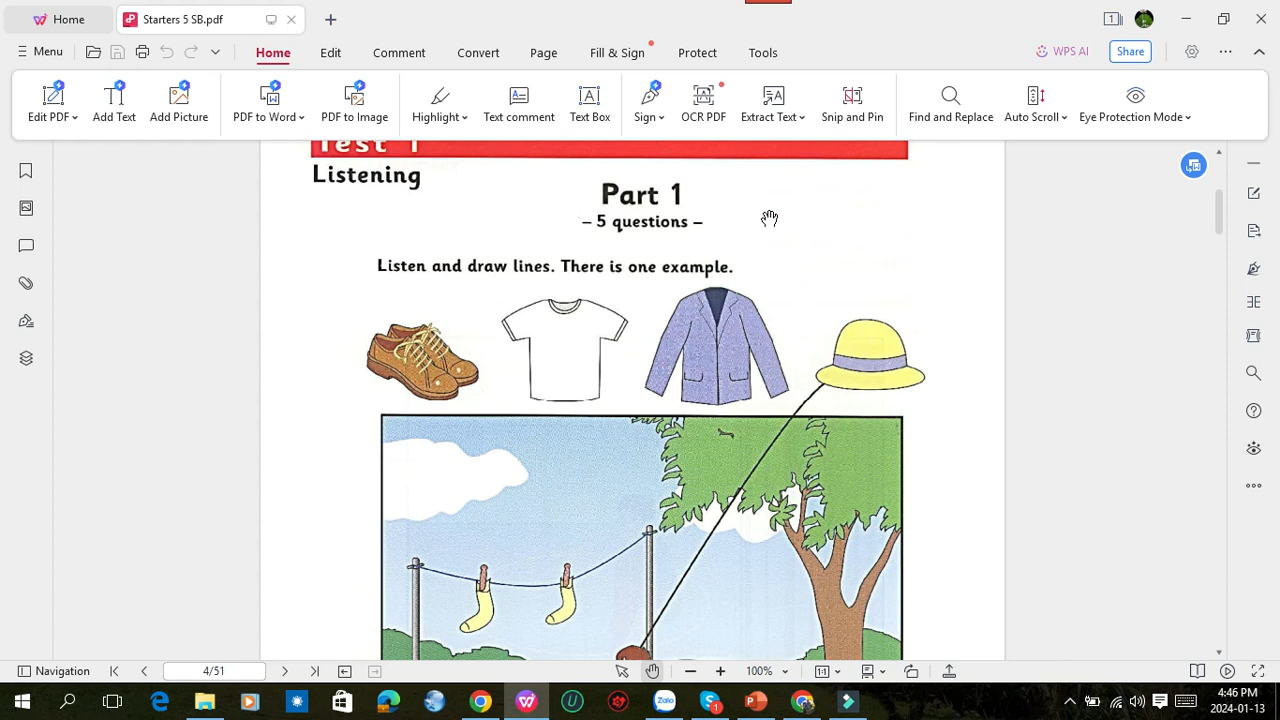 Home
Starters 5 SB.pdf
Menu
Home
Edit
Comment
Convert
Page
Fill & Sign
Protect
Tools
WPS AI
Share
Edit PDF
Add Text
Add Picture
PDF to Word
PDF to Image
Highlight
Text comment
Text Box
Sign
OCR PDF
Extract Text
Snip and Pin
Find and Replace
Auto Scroll
Eye Protection Mode
Test 1
Listening
Part 1
– 5 questions –
Listen and draw lines. There is one example.
Navigation
4/51
100%
4:46 PM
2024-01-13